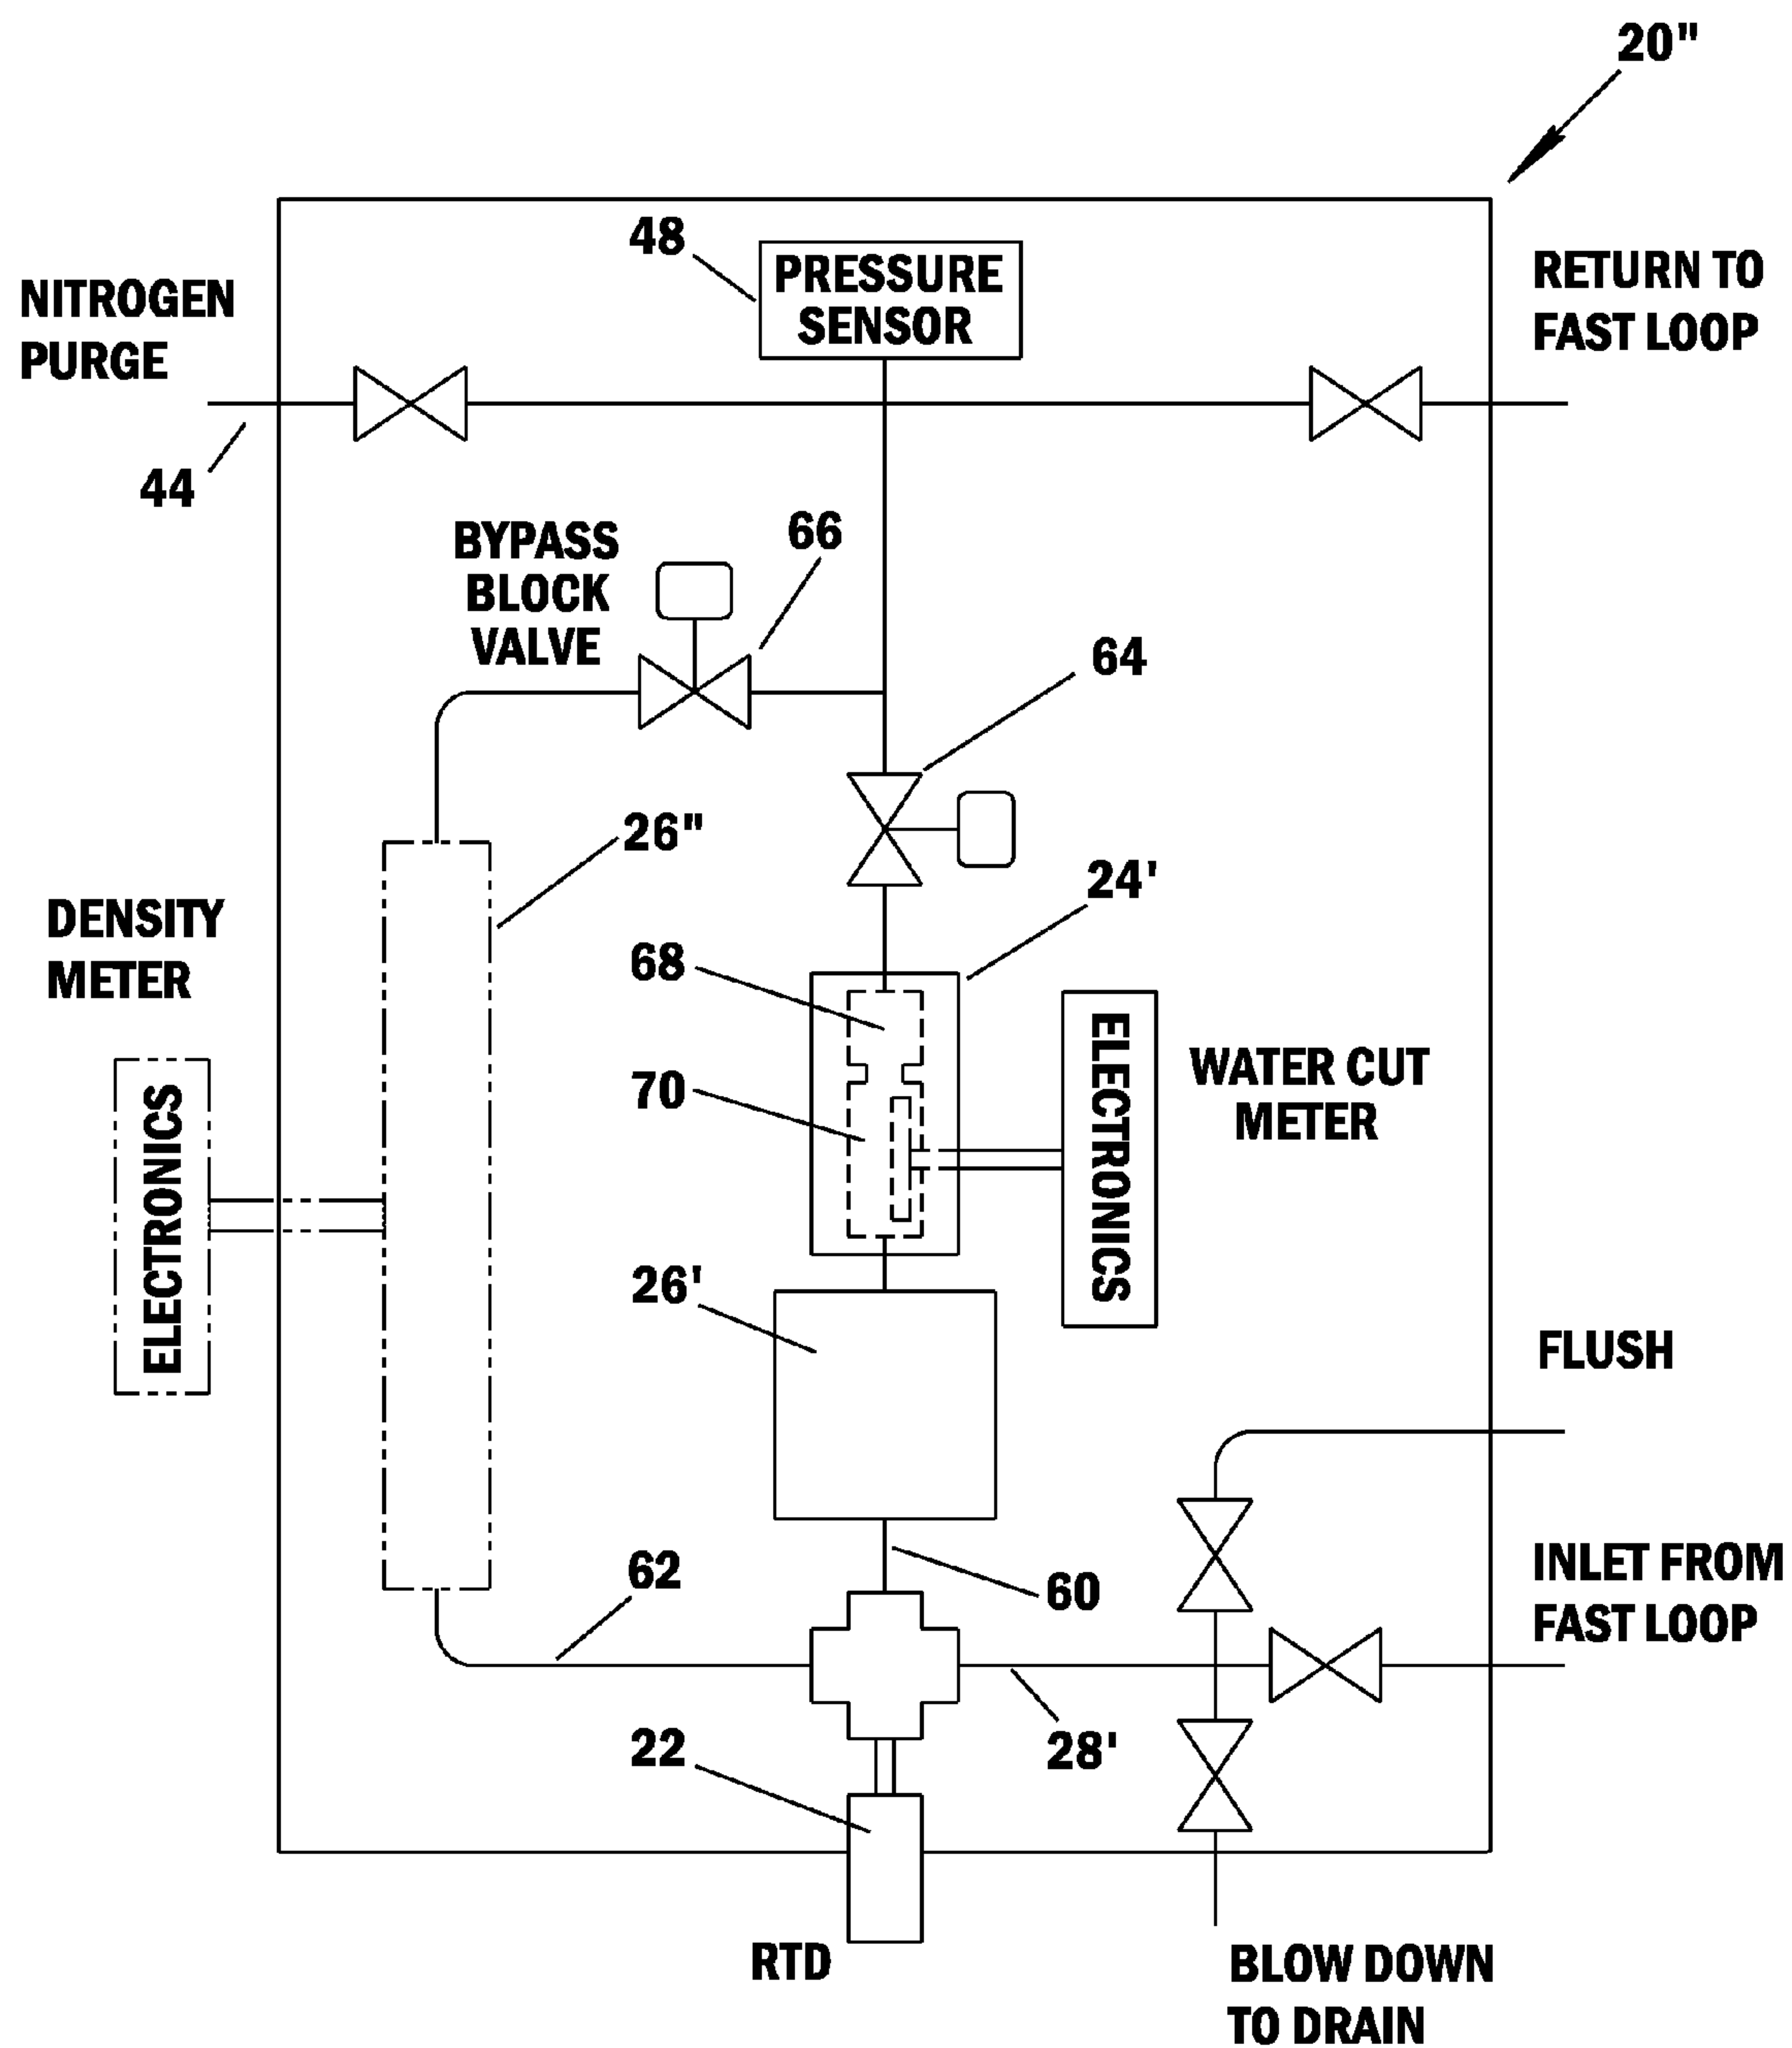 20"
48
PRESSURE
SENSOR
NITROGEN
PURGE
RETURN TO
FAST LOOP
44
BYPASS
BLOCK
VALVE
66
64
26"
24'
DENSITY
METER
68
70
ELECTRONICS
WATER CUT
METER
ELECTRONICS
26'
FLUSH
62
60
INLET FROM
FAST LOOP
22
28'
RTD
BLOW DOWN
TO DRAIN